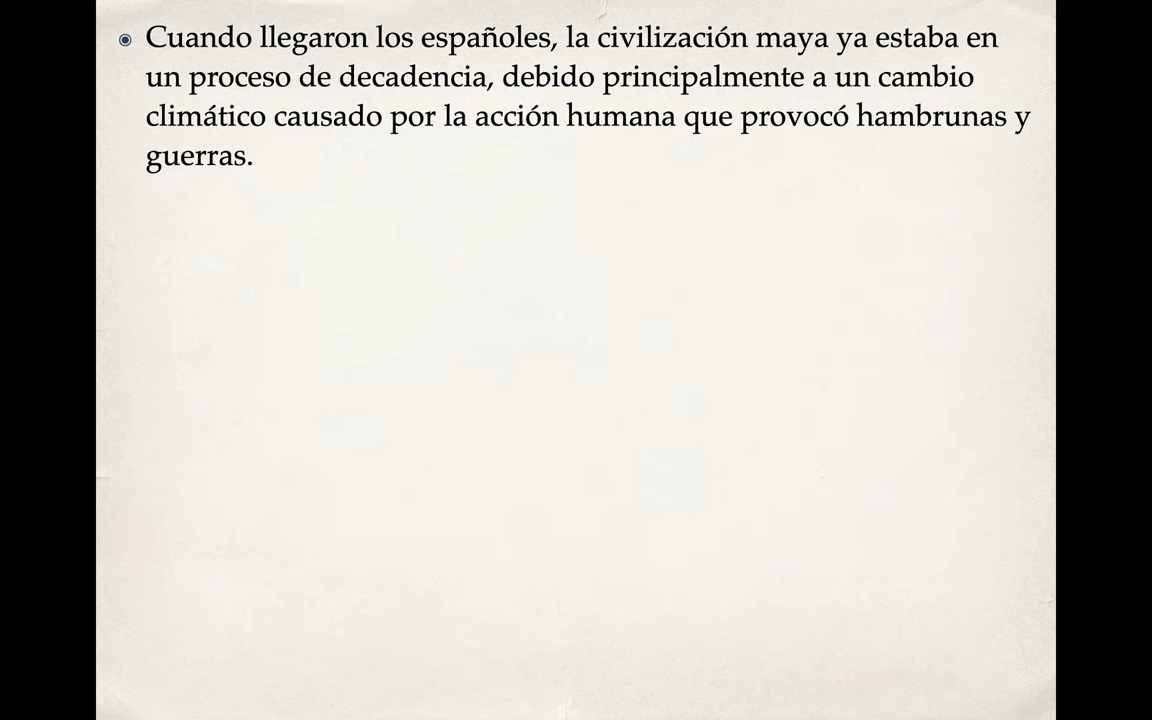 Cuando llegaron los españoles, la civilización maya ya estaba en
un proceso de decadencia, debido principalmente a un cambio
climático causado por la acción humana que provocó hambrunas y
guerras.